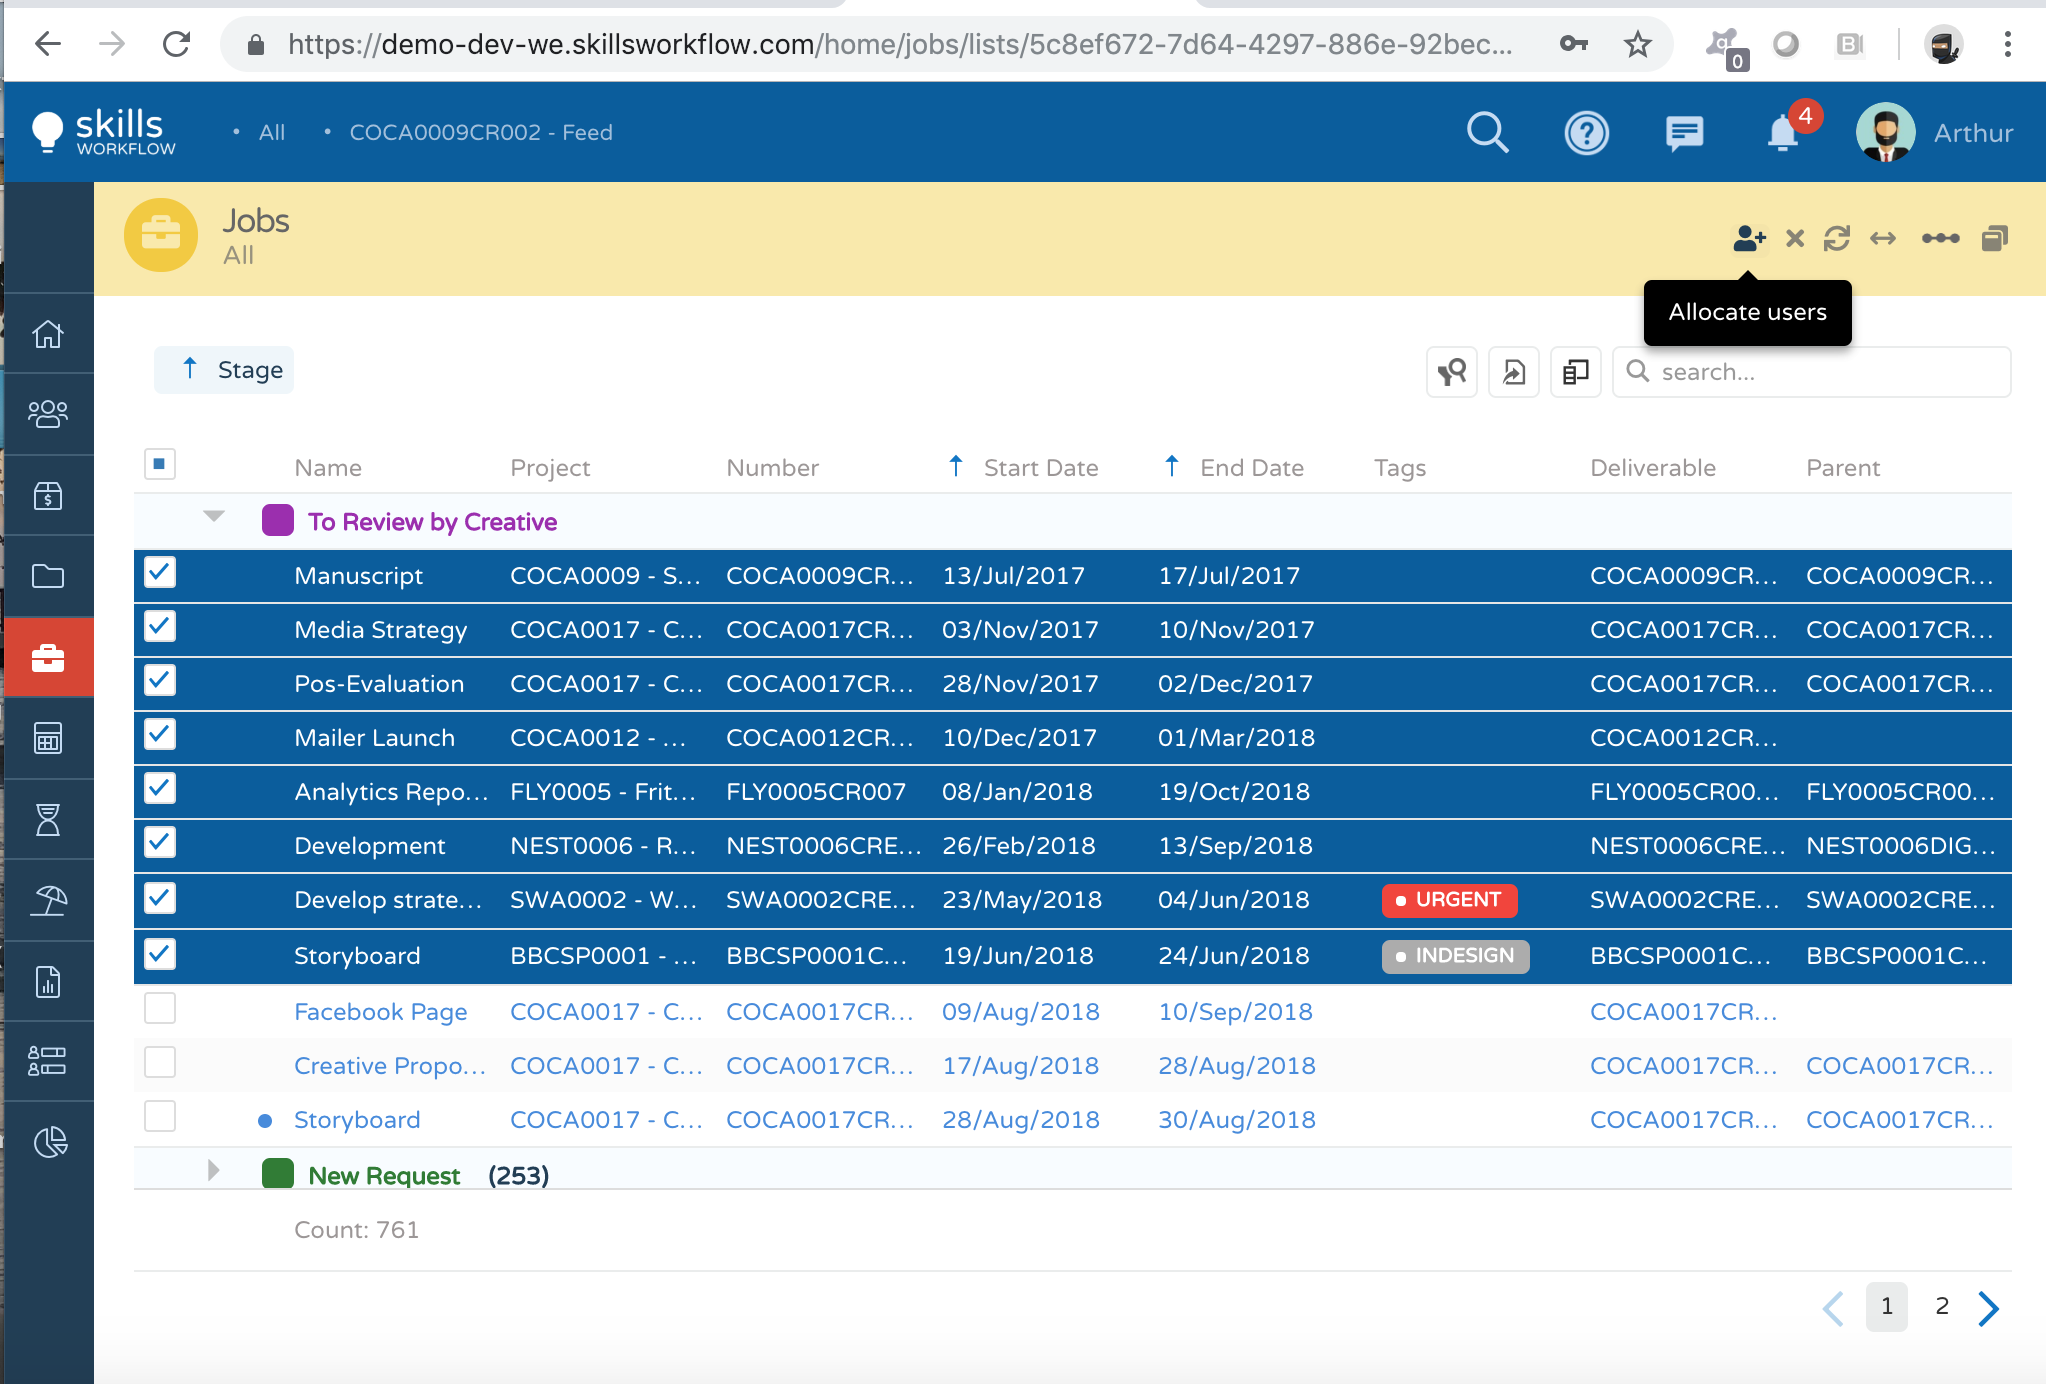 https://demo-dev-we.skillsworkflow.com/home/jobs/lists/5c8ef672-7d64-4297-886e-92bec...
0
B
skills
WORKFLOW
• All • COCA0009CR002 - Feed
?
4
Arthur
Jobs
All
Allocate users
Stage
search...
Name Project Number Start Date End Date Tags Deliverable Parent
To Review by Creative
Manuscript COCA0009 - S... COCA0009CR... 13/Jul/2017 17/Jul/2017 COCA0009CR... COCA0009CR...
Media Strategy COCA0017 - C... COCA0017CR... 03/Nov/2017 10/Nov/2017 COCA0017CR... COCA0017CR...
Pos-Evaluation COCA0017 - C... COCA0017CR... 28/Nov/2017 02/Dec/2017 COCA0017CR... COCA0017CR...
Mailer Launch COCA0012 - ... COCA0012CR... 10/Dec/2017 01/Mar/2018 COCA0012CR...
Analytics Repo... FLY0005 - Frit... FLY0005CR007 08/Jan/2018 19/Oct/2018 FLY0005CR00... FLY0005CR00...
Development NEST0006 - R... NEST0006CRE... 26/Feb/2018 13/Sep/2018 NEST0006CRE... NEST0006DIG...
Develop strate... SWA0002 - W... SWA0002CRE... 23/May/2018 04/Jun/2018 URGENT SWA0002CRE... SWA0002CRE...
Storyboard BBCSP0001 - ... BBCSP0001C... 19/Jun/2018 24/Jun/2018 INDESIGN BBCSP0001C... BBCSP0001C...
Facebook Page COCA0017 - C... COCA0017CR... 09/Aug/2018 10/Sep/2018 COCA0017CR...
Creative Propo... COCA0017 - C... COCA0017CR... 17/Aug/2018 28/Aug/2018 COCA0017CR... COCA0017CR...
Storyboard COCA0017 - C... COCA0017CR... 28/Aug/2018 30/Aug/2018 COCA0017CR... COCA0017CR...
New Request (253)
Count: 761
1 2